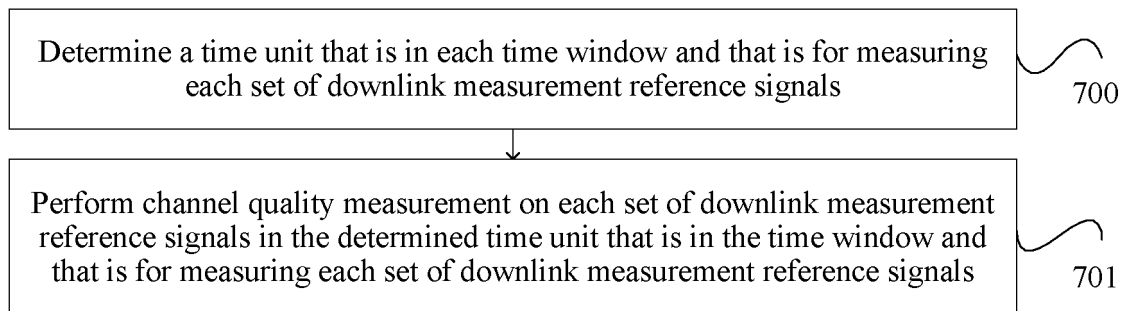 Determine a time unit that is in each time window and that is for measuring
each set of downlink measurement reference signals
700
Perform channel quality measurement on each set of downlink measurement
reference signals in the determined time unit that is in the time window and
that is for measuring each set of downlink measurement reference signals
701